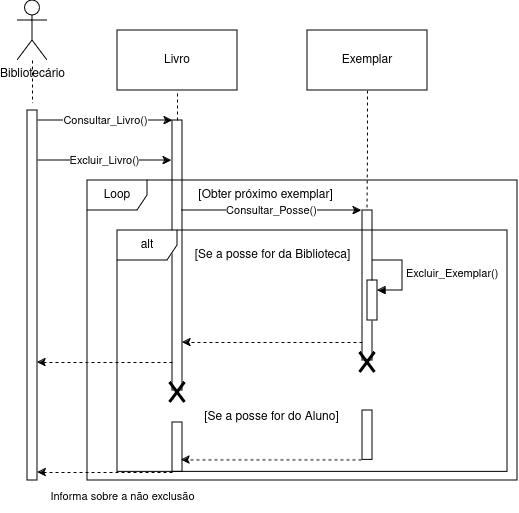 Bibliotecário
Livro
Exemplar
Consultar_Livro()
Excluir_Livro()
Loop
[Obter próximo exemplar]
Consultar_Posse()
alt
[Se a posse for da Biblioteca]
Excluir_Exemplar()
[Se a posse for do Aluno]
Informa sobre a não exclusão